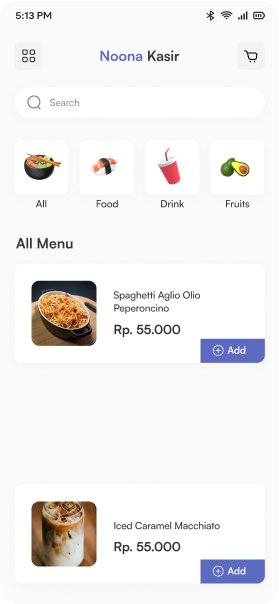 5:13 PM
Noona Kasir
Search
All
Food
Drink
Fruits
All Menu
Spaghetti Aglio Olio
Peperoncino
Rp. 55.000
Add
Iced Caramel Macchiato
Rp. 55.000
Add